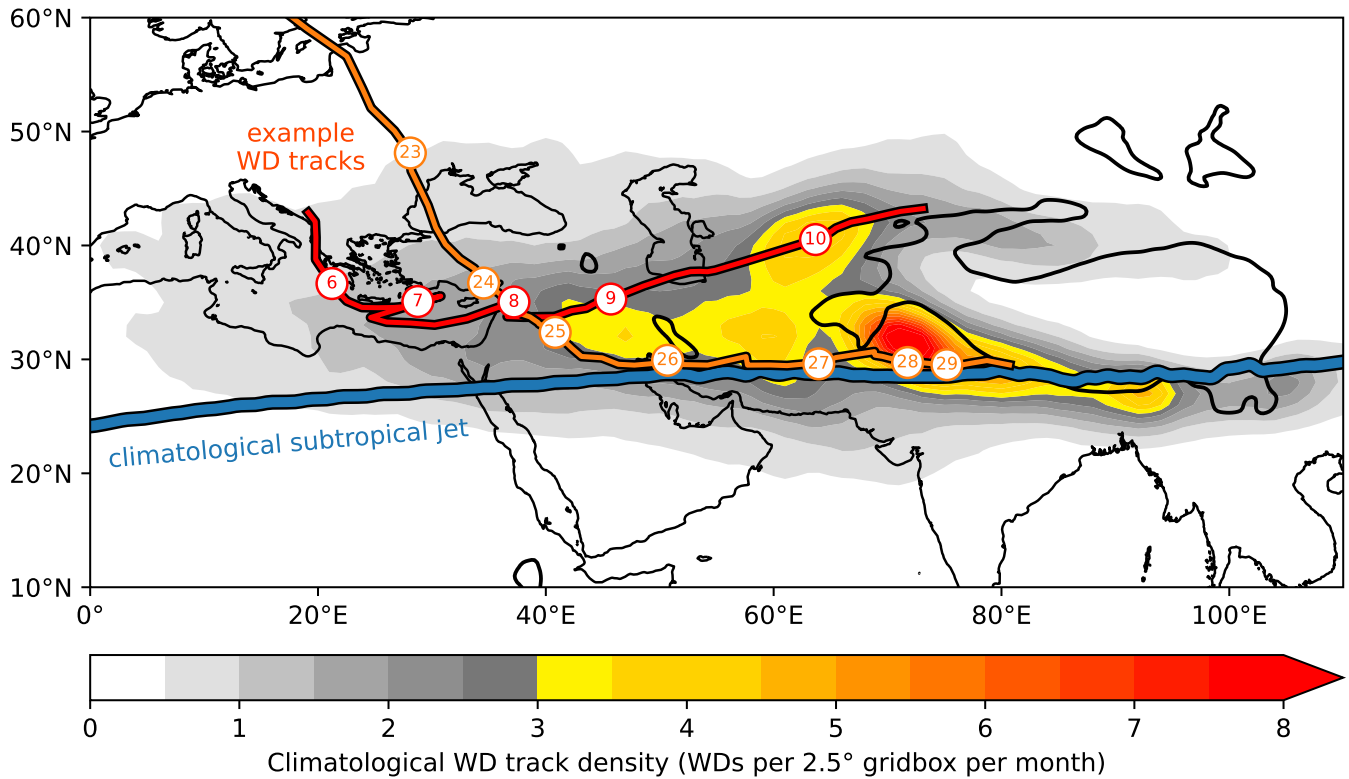 60°N
50°N
40°N
30°N
20°N
10°N
example
WD tracks
23
24
25
26
27
28
29
6
7
8
9
10
climatological subtropical jet
0° 20°E 40°E 60°E 80°E 100°E
0 1 2 3 4 5 6 7 8
Climatological WD track density (WDs per 2.5° gridbox per month)